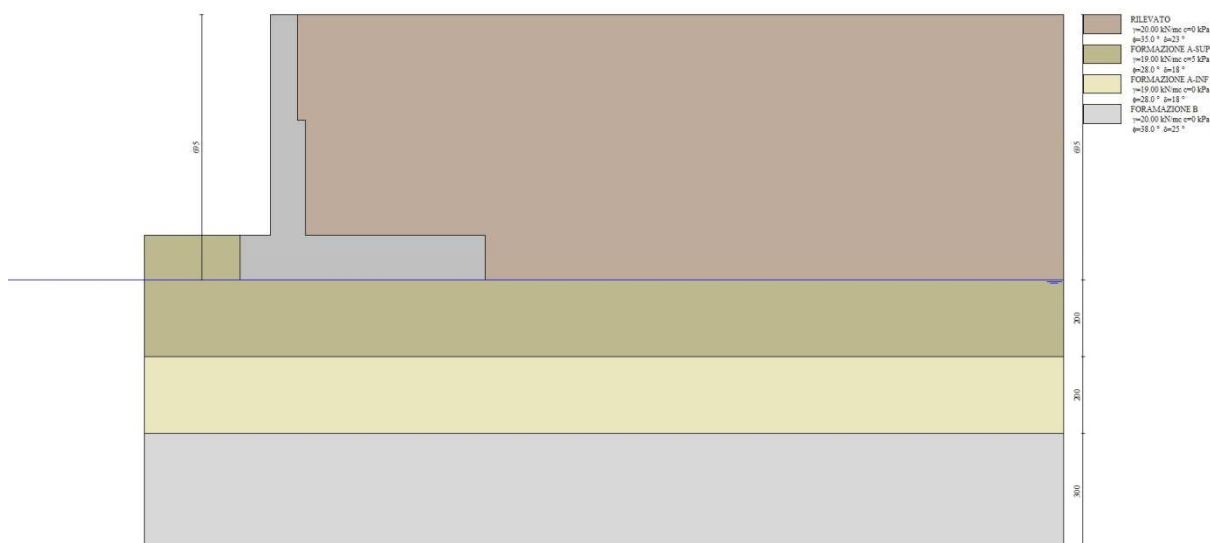 RILEVATO
γ=20.00 kN/mc c=0 kPa
ϕ=35.0 ° δ=23 °
FORMAZIONE A-SUP
γ=19.00 kN/mc c=5 kPa
ϕ=28.0 ° δ=18 °
FORMAZIONE A-INF
γ=19.00 kN/mc c=0 kPa
ϕ=28.0 ° δ=18 °
FORAMAZIONE B
γ=20.00 kN/mc c=0 kPa
ϕ=38.0 ° δ=25 °
695
695
200
200
300